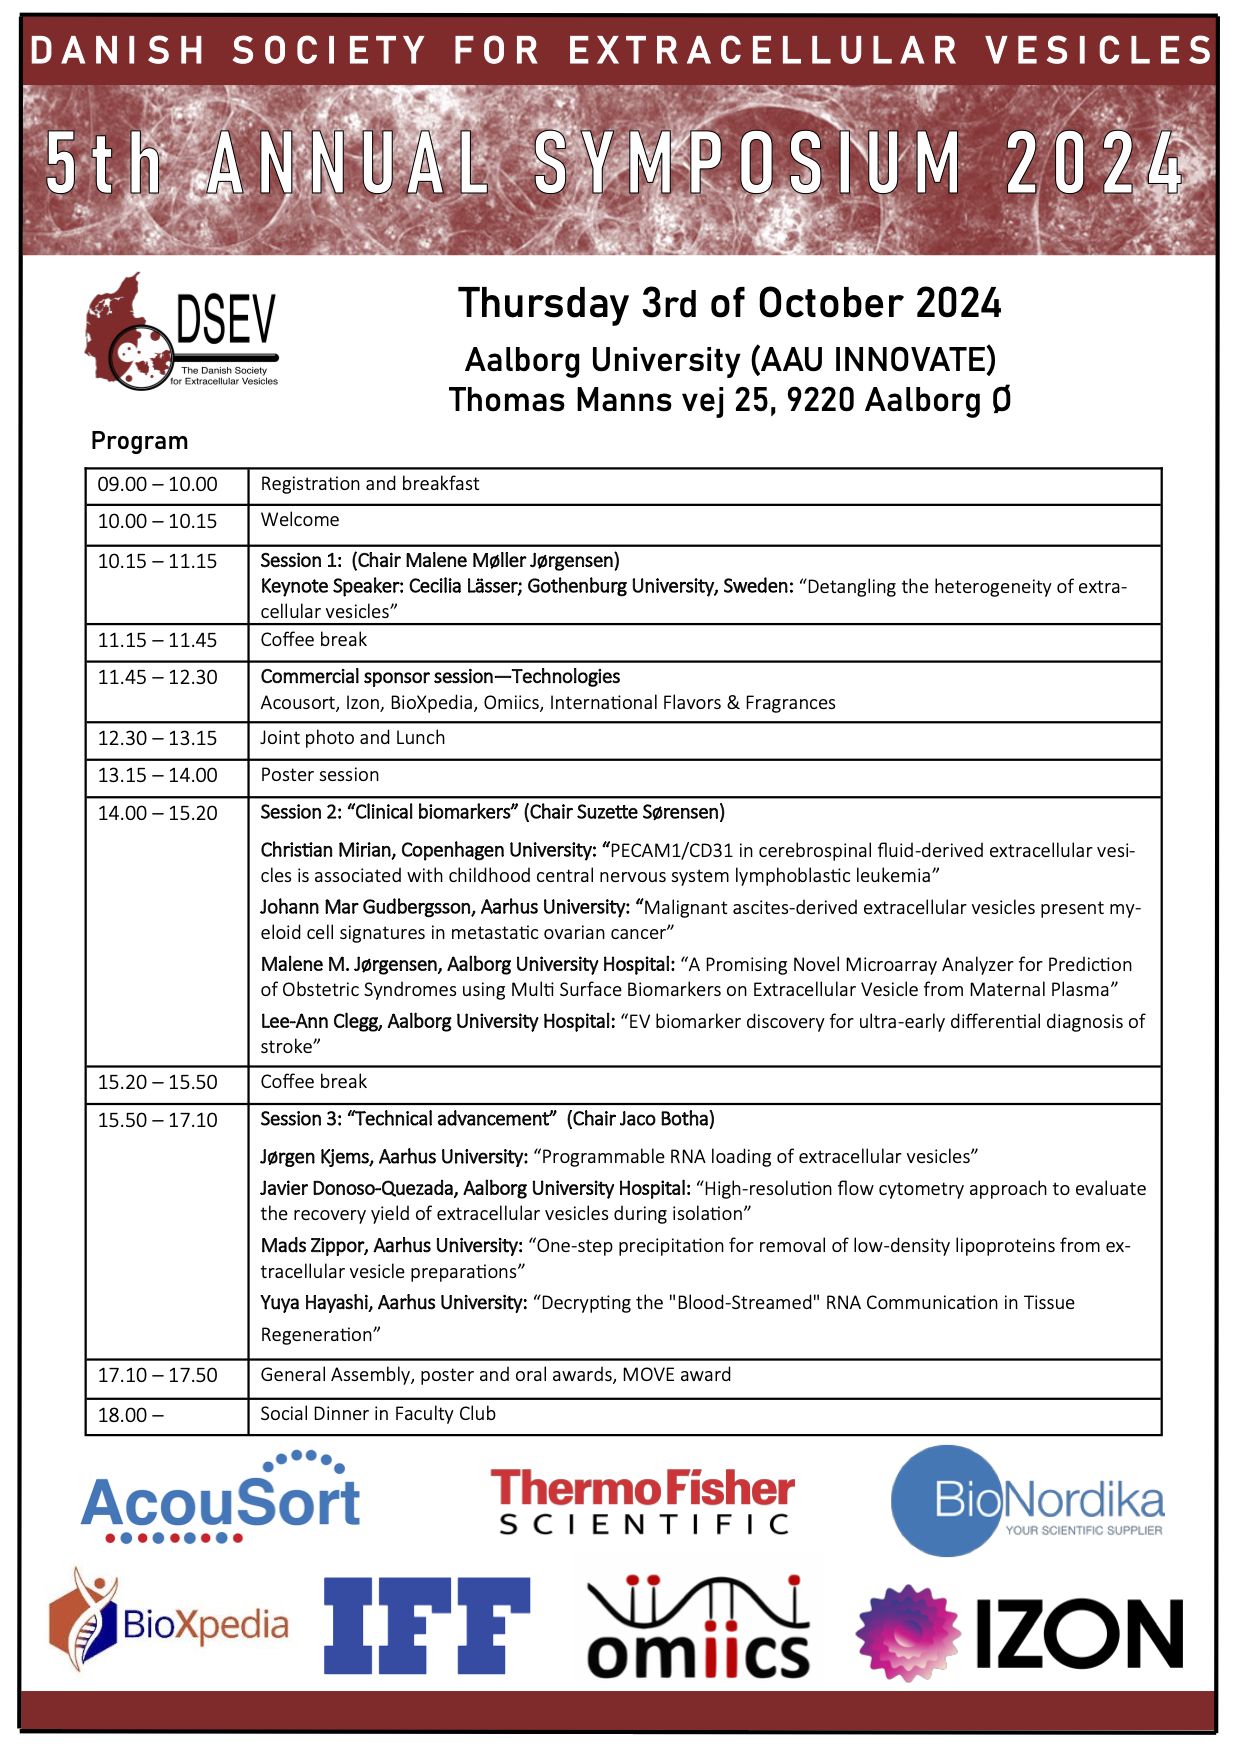 DANISH SOCIETY FOR EXTRACELLULAR VESICLES
5th ANNUAL SYMPOSIUM 2024
DSEV
The Danish Society
for Extracellular Vesicles
Thursday 3rd of October 2024
Aalborg University (AAU INNOVATE)
Thomas Manns vej 25, 9220 Aalborg Ø
Program
09.00 – 10.00 Registration and breakfast
10.00 – 10.15 Welcome
10.15 – 11.15 Session 1:  (Chair Malene Møller Jørgensen)
Keynote Speaker: Cecilia Lässer; Gothenburg University, Sweden: “Detangling the heterogeneity of extra-
cellular vesicles”
11.15 – 11.45 Coffee break
11.45 – 12.30 Commercial sponsor session—Technologies
Acousort, Izon, BioXpedia, Omiics, International Flavors & Fragrances
12.30 – 13.15 Joint photo and Lunch
13.15 – 14.00 Poster session
14.00 – 15.20 Session 2: “Clinical biomarkers” (Chair Suzette Sørensen)
Christian Mirian, Copenhagen University: “PECAM1/CD31 in cerebrospinal fluid-derived extracellular vesi-
cles is associated with childhood central nervous system lymphoblastic leukemia”
Johann Mar Gudbergsson, Aarhus University: “Malignant ascites-derived extracellular vesicles present my-
eloid cell signatures in metastatic ovarian cancer”
Malene M. Jørgensen, Aalborg University Hospital: “A Promising Novel Microarray Analyzer for Prediction
of Obstetric Syndromes using Multi Surface Biomarkers on Extracellular Vesicle from Maternal Plasma”
Lee-Ann Clegg, Aalborg University Hospital: “EV biomarker discovery for ultra-early differential diagnosis of
stroke”
15.20 – 15.50 Coffee break
15.50 – 17.10 Session 3: “Technical advancement”  (Chair Jaco Botha)
Jørgen Kjems, Aarhus University: “Programmable RNA loading of extracellular vesicles”
Javier Donoso-Quezada, Aalborg University Hospital: “High-resolution flow cytometry approach to evaluate
the recovery yield of extracellular vesicles during isolation”
Mads Zippor, Aarhus University: “One-step precipitation for removal of low-density lipoproteins from ex-
tracellular vesicle preparations”
Yuya Hayashi, Aarhus University: “Decrypting the "Blood-Streamed" RNA Communication in Tissue
Regeneration”
17.10 – 17.50 General Assembly, poster and oral awards, MOVE award
18.00 – Social Dinner in Faculty Club
AcouSort
ThermoFisher
SCIENTIFIC
BioNordika
YOUR SCIENTIFIC SUPPLIER
BioXpedia
IFF
omiics
IZON